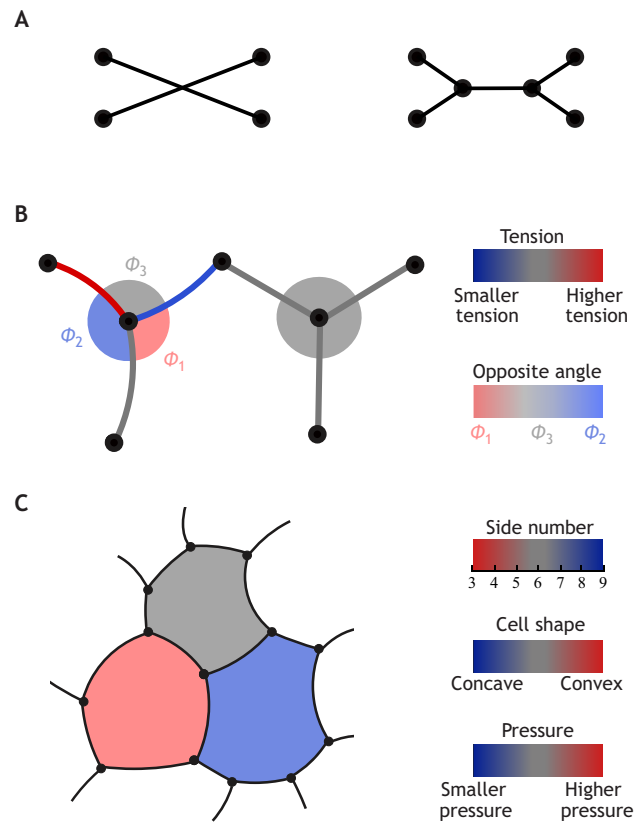 A
B
Φ3
Φ2
Φ1
Tension
Smaller tension
Higher tension
Opposite angle
Φ1 Φ3 Φ2
C
Side number
3 4 5 6 7 8 9
Cell shape
Concave Convex
Pressure
Smaller pressure
Higher pressure